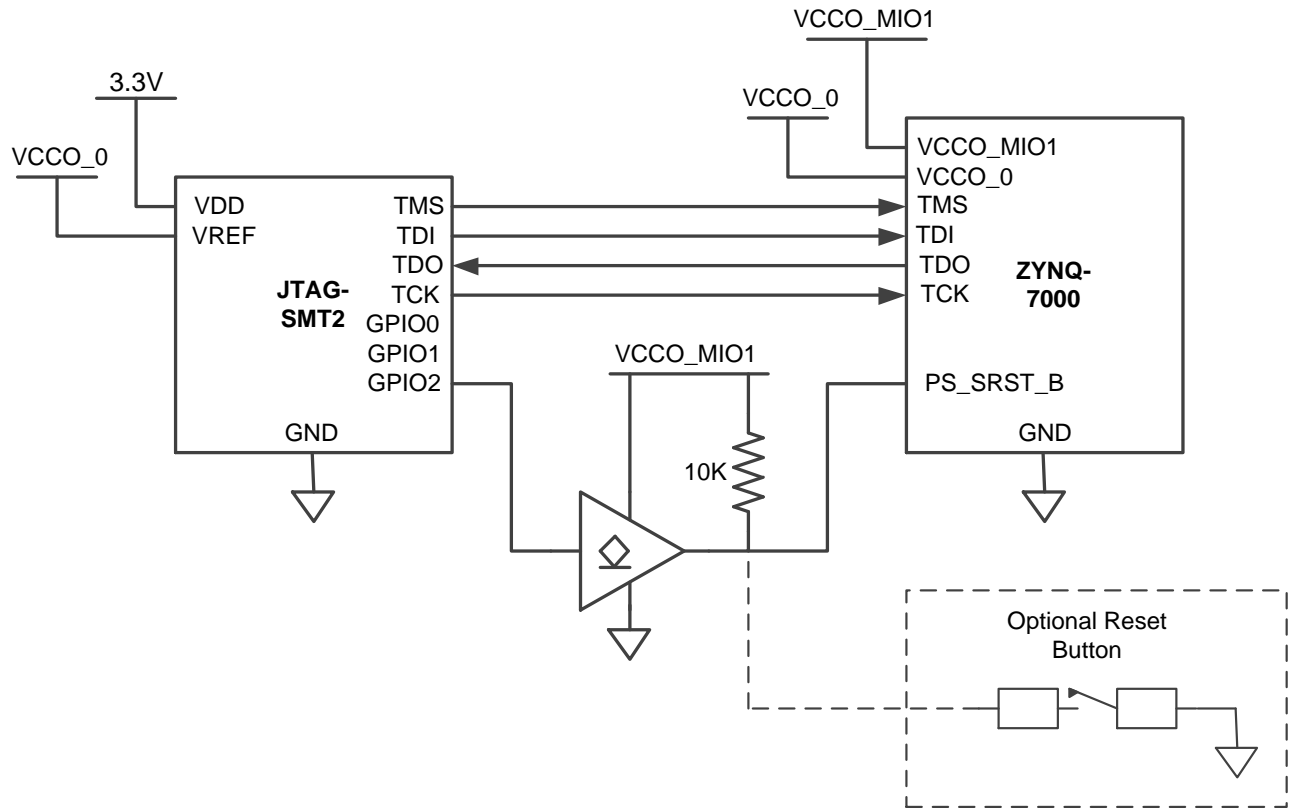 VCCO_MIO1
3.3V
VCCO_0
VCCO_0
VCCO_MIO1
VCCO_0
VDD
VREF
TMS
TDI
TDO
TCK
GPIO0
GPIO1
GPIO2
JTAG-
SMT2
GND
TMS
TDI
TDO
TCK
ZYNQ-
7000
PS_SRST_B
GND
VCCO_MIO1
10K
Optional Reset
Button